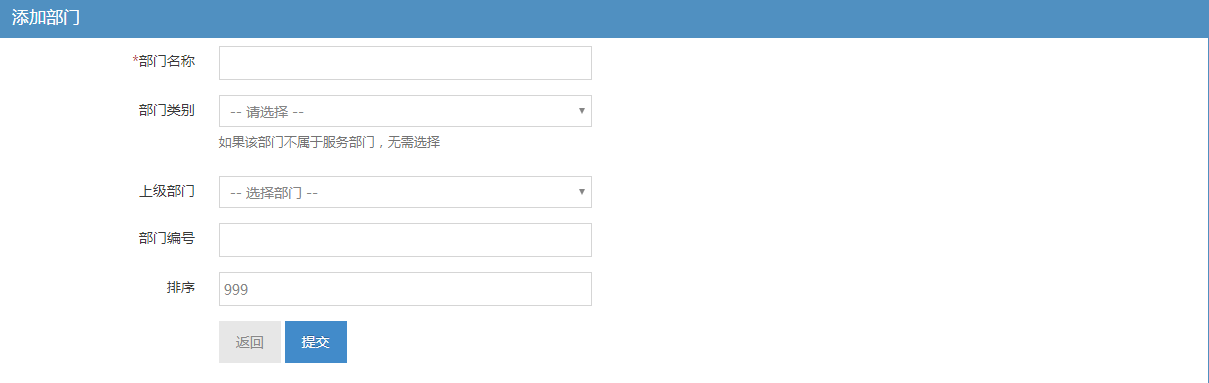 添加部门
*部门名称
部门类别 -- 请选择 --
如果该部门不属于服务部门，无需选择
上级部门 -- 选择部门 --
部门编号
排序 999
返回 提交